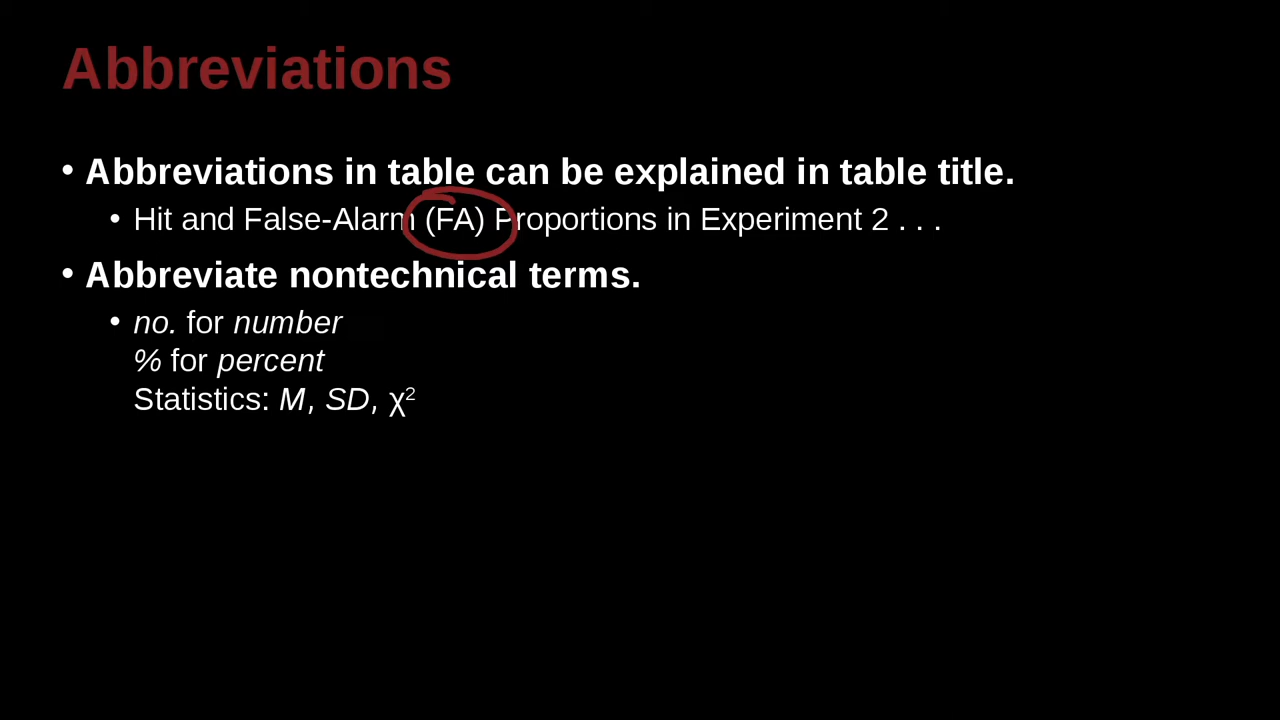 Abbreviations
• Abbreviations in table can be explained in table title.
• Hit and False-Alarm (FA) Proportions in Experiment 2 . . .
• Abbreviate nontechnical terms.
• no. for number
% for percent
Statistics: M, SD, χ²